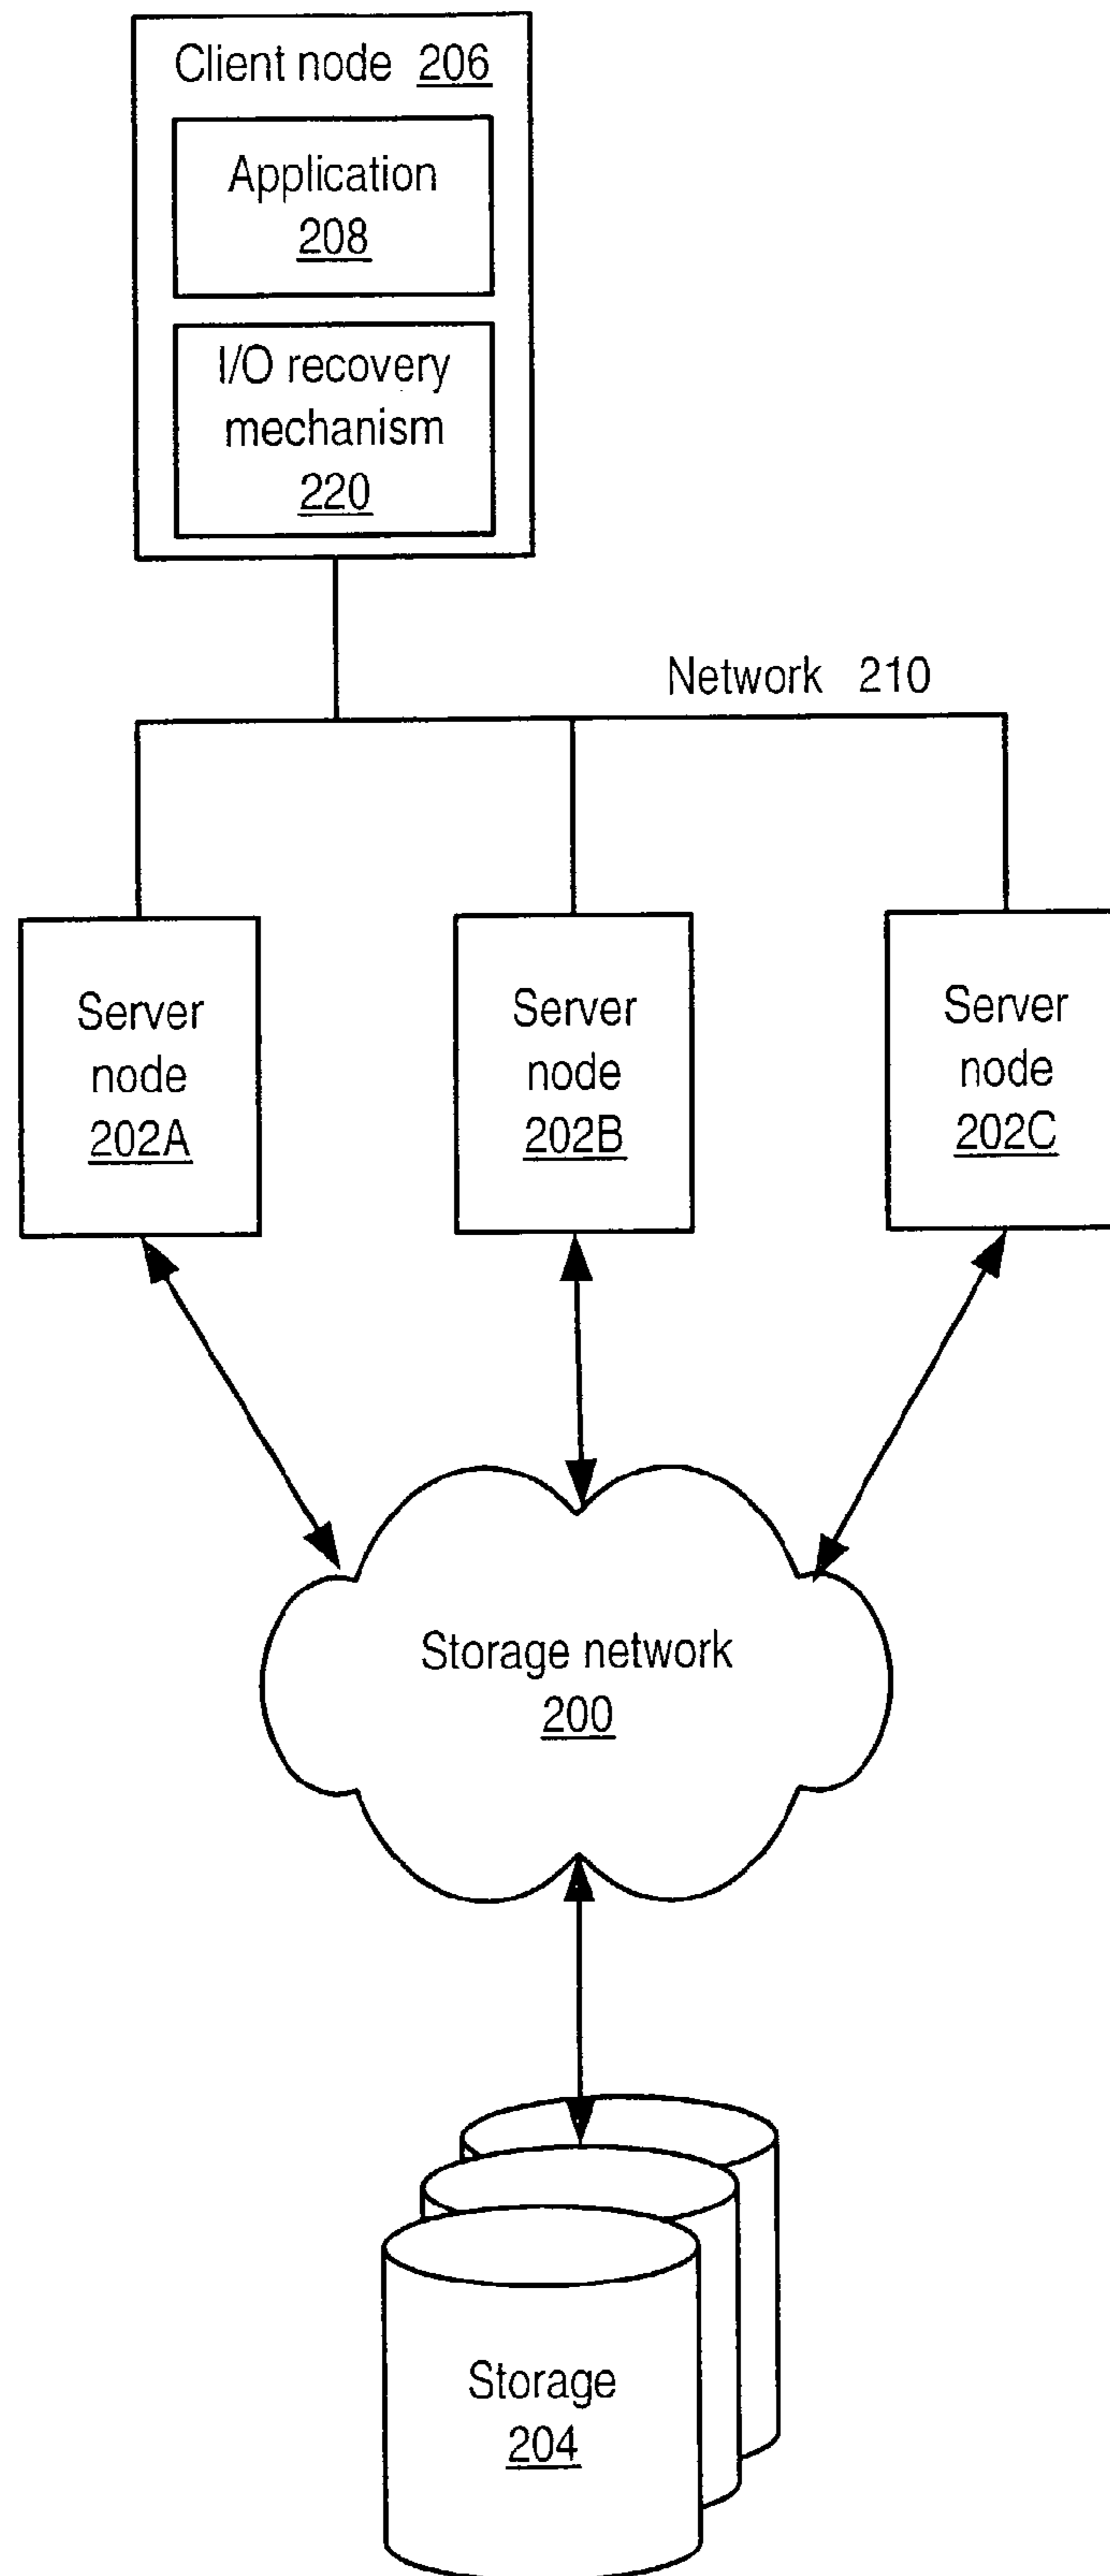 Client node 206
Application
208
I/O recovery
mechanism
220
Network 210
Server
node
202A
Server
node
202B
Server
node
202C
Storage network
200
Storage
204